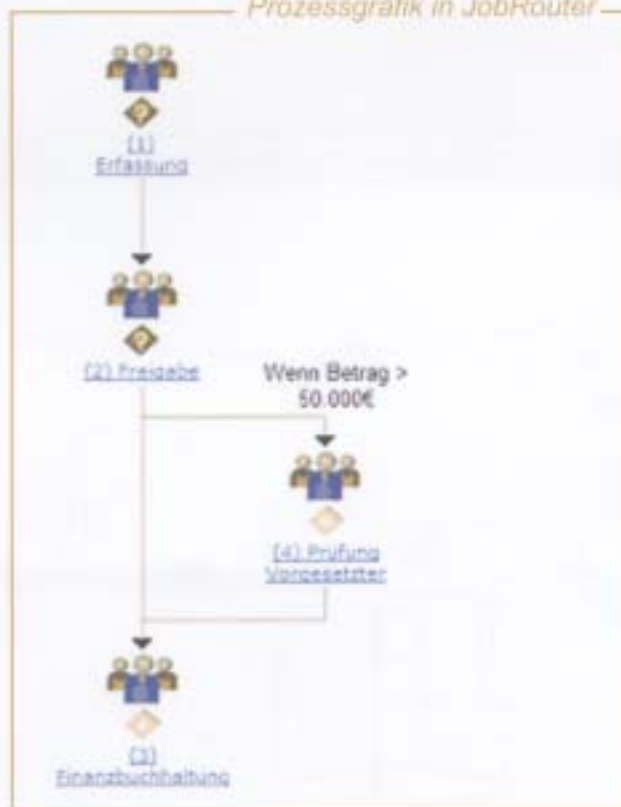 Prozessgrafik in JobRouter
(1)
Erfassung
(2) Freigabe
Wenn Betrag >
50.000€
(4) Prüfung
Vorgesetzter
(3)
Finanzbuchhaltung